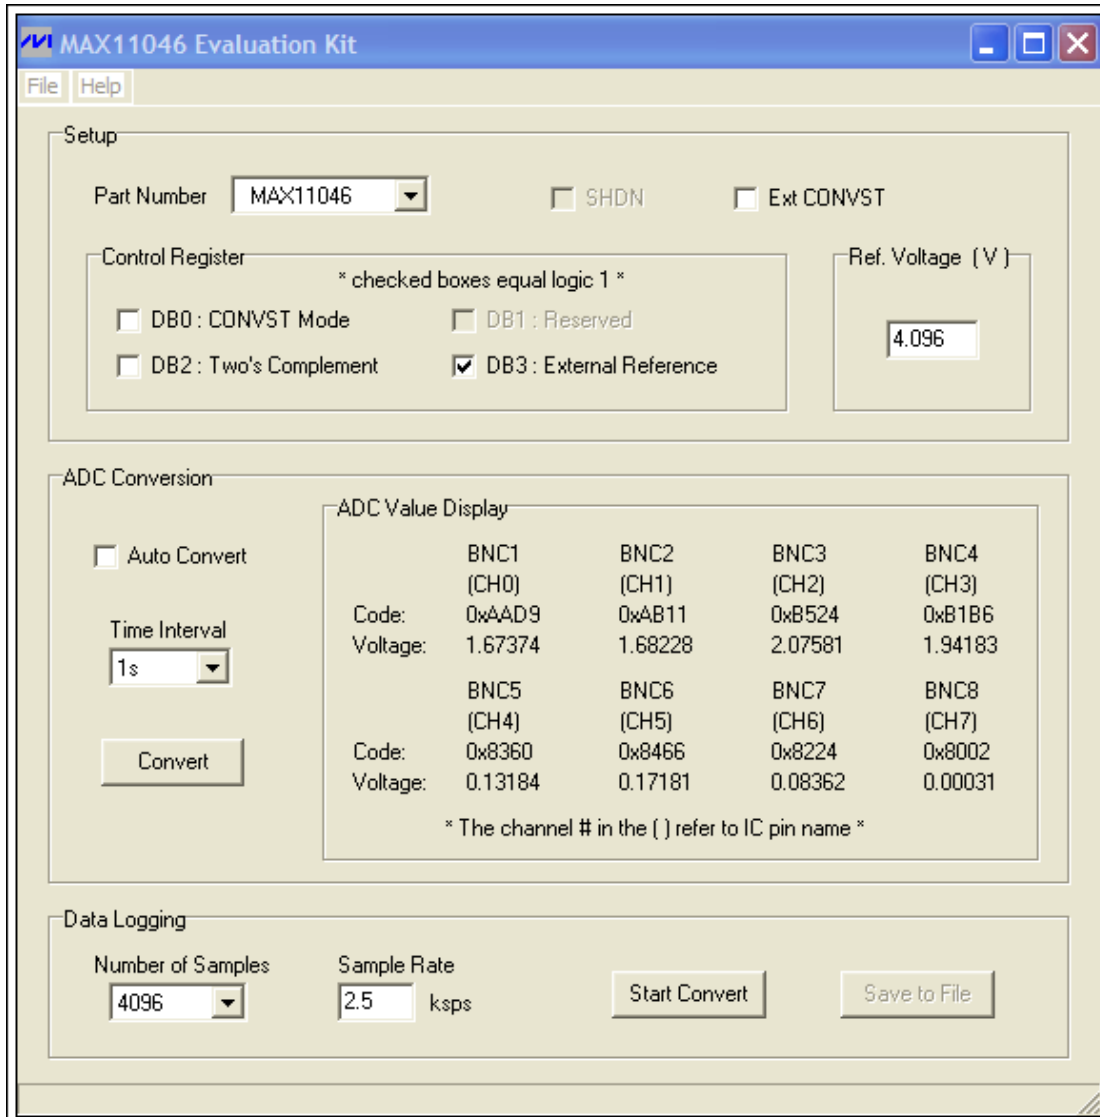 MAX11046 Evaluation Kit
File Help
Setup
Part Number MAX11046 SHDN Ext CONVST
Control Register
* checked boxes equal logic 1 *
DB0 : CONVST Mode DB1 : Reserved
DB2 : Two's Complement DB3 : External Reference
Ref. Voltage ( V )
4.096
ADC Conversion
Auto Convert
Time Interval
1s
Convert
ADC Value Display
BNC1 BNC2 BNC3 BNC4
(CH0) (CH1) (CH2) (CH3)
Code: 0xAAD9 0xAB11 0xB524 0xB1B6
Voltage: 1.67374 1.68228 2.07581 1.94183
BNC5 BNC6 BNC7 BNC8
(CH4) (CH5) (CH6) (CH7)
Code: 0x8360 0x8466 0x8224 0x8002
Voltage: 0.13184 0.17181 0.08362 0.00031
* The channel # in the ( ) refer to IC pin name *
Data Logging
Number of Samples Sample Rate
4096 2.5 ksps Start Convert Save to File